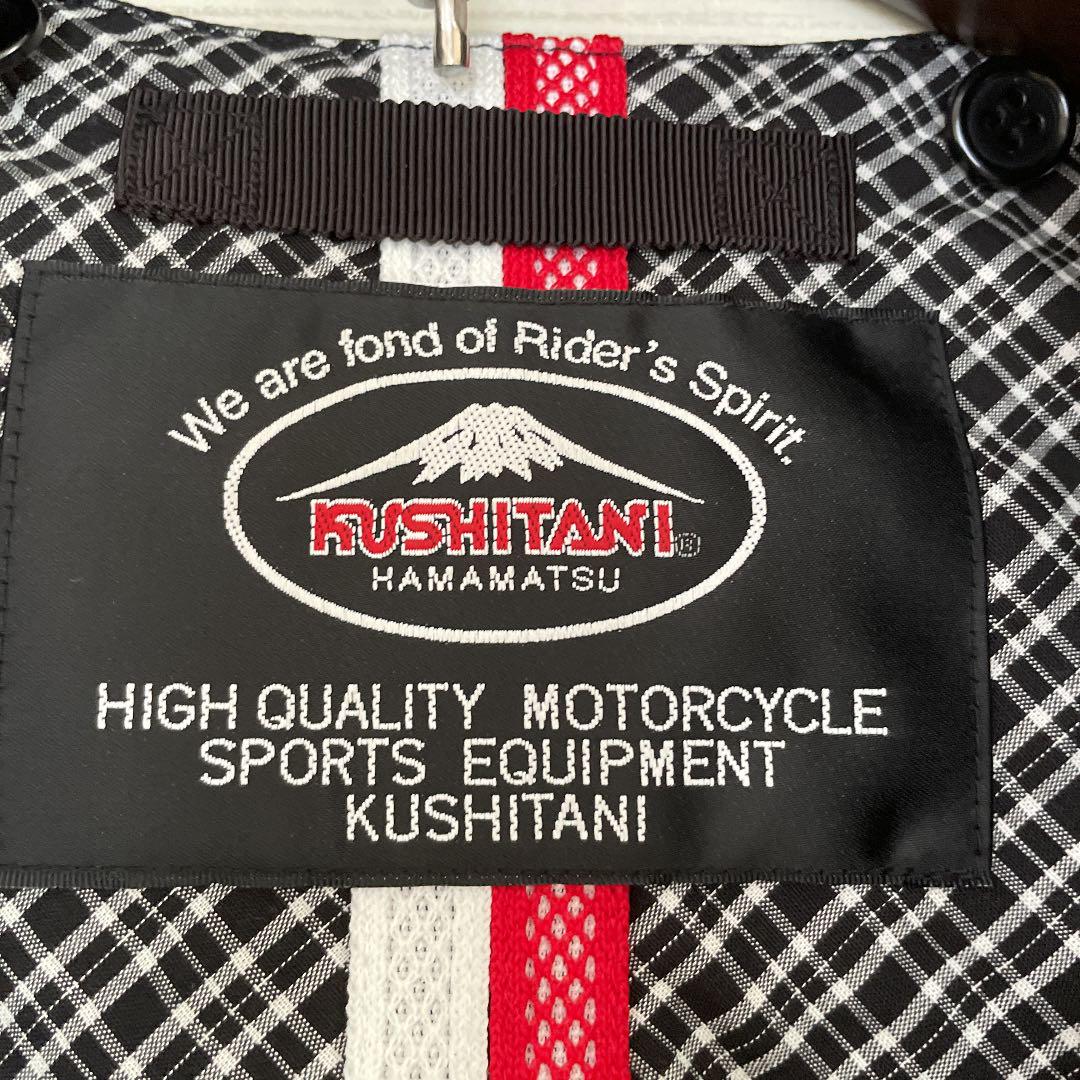 We are fond of Rider's Spirit.
KUSHITANI®
HAMAMATSU
HIGH QUALITY MOTORCYCLE
SPORTS EQUIPMENT
KUSHITANI